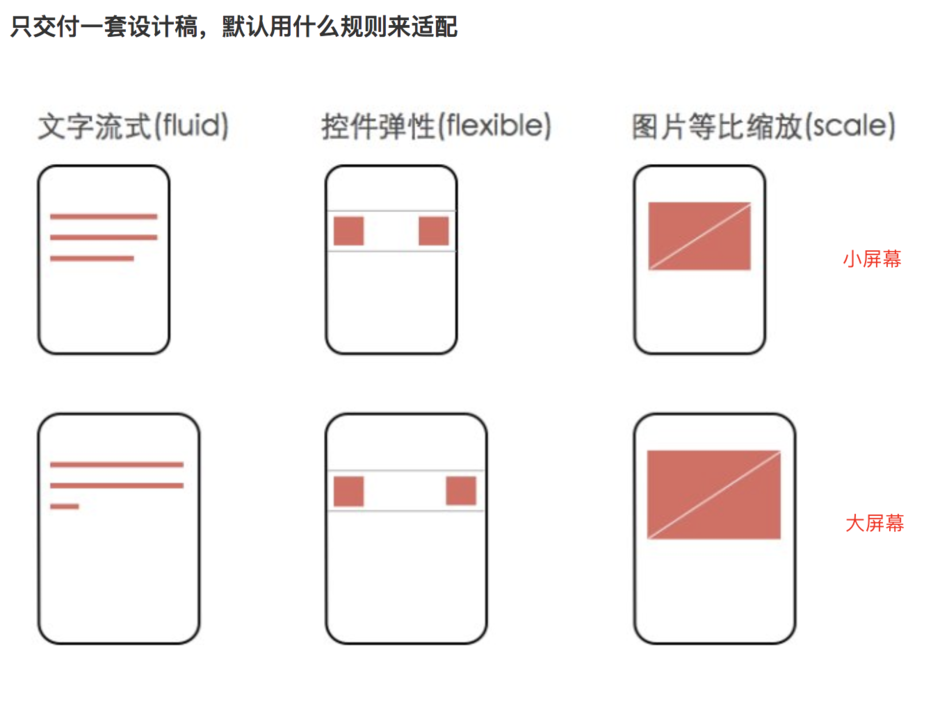 只交付一套设计稿，默认用什么规则来适配
文字流式(fluid)
控件弹性(flexible)
图片等比缩放(scale)
小屏幕
大屏幕